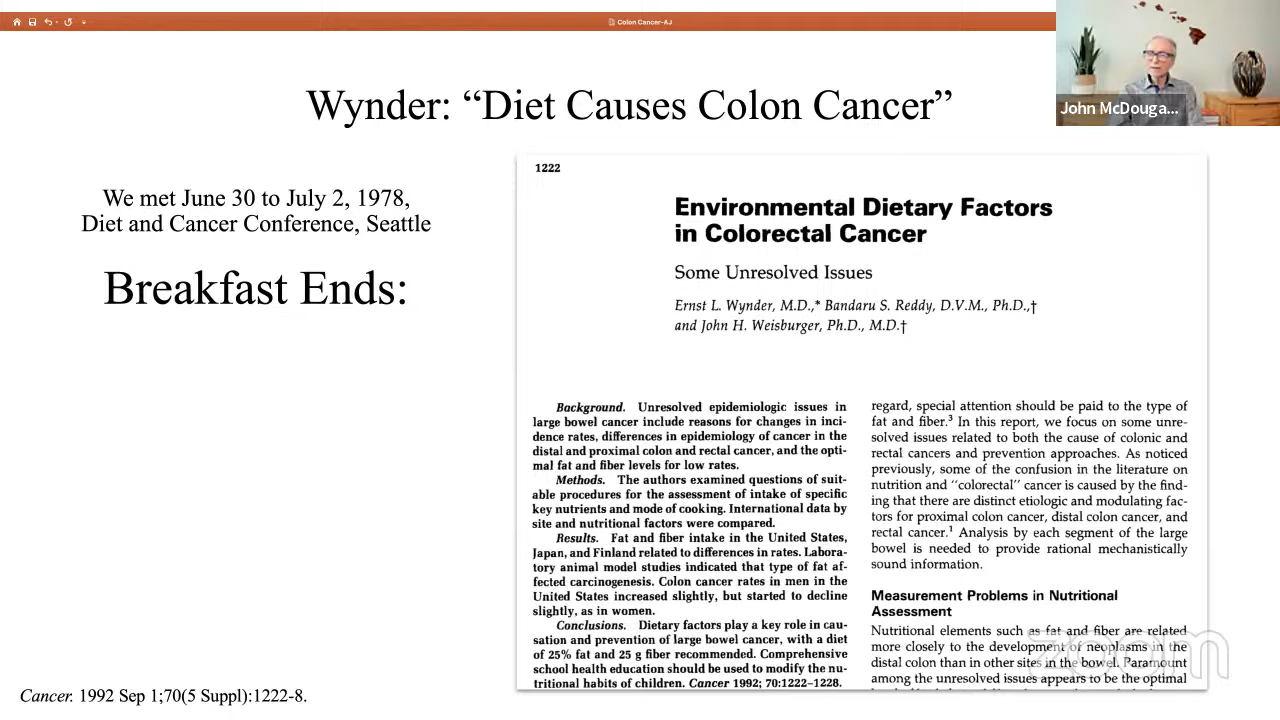 Colon Cancer-AJ
John McDouga...
Wynder: “Diet Causes Colon Cancer”
We met June 30 to July 2, 1978,
Diet and Cancer Conference, Seattle
Breakfast Ends:
1222
Environmental Dietary Factors
in Colorectal Cancer
Some Unresolved Issues
Ernst L. Wynder, M.D.,* Bandaru S. Reddy, D.V.M., Ph.D.,†
and John H. Weisburger, Ph.D., M.D.†
Background. Unresolved epidemiologic issues in
large bowel cancer include reasons for changes in inci-
dence rates, differences in epidemiology of cancer in the
distal and proximal colon and rectal cancer, and the opti-
mal fat and fiber levels for low rates.
Methods. The authors examined questions of suit-
able procedures for the assessment of intake of specific
key nutrients and mode of cooking. International data by
site and nutritional factors were compared.
Results. Fat and fiber intake in the United States,
Japan, and Finland related to differences in rates. Labora-
tory animal model studies indicated that type of fat af-
fected carcinogenesis. Colon cancer rates in men in the
United States increased slightly, but started to decline
slightly, as in women.
Conclusions. Dietary factors play a key role in cau-
sation and prevention of large bowel cancer, with a diet
of 25% fat and 25 g fiber recommended. Comprehensive
school health education should be used to modify the nu-
tritional habits of children. Cancer 1992; 70:1222–1228.
regard, special attention should be paid to the type of
fat and fiber.³ In this report, we focus on some unre-
solved issues related to both the cause of colonic and
rectal cancers and prevention approaches. As noticed
previously, some of the confusion in the literature on
nutrition and “colorectal” cancer is caused by the find-
ing that there are distinct etiologic and modulating fac-
tors for proximal colon cancer, distal colon cancer, and
rectal cancer.¹ Analysis by each segment of the large
bowel is needed to provide rational mechanistically
sound information.
Measurement Problems in Nutritional
Assessment
Nutritional elements such as fat and fiber are related
more closely to the development of neoplasms in the
distal colon than in other sites in the bowel. Paramount
among the unresolved issues appears to be the optimal
zoom
Cancer. 1992 Sep 1;70(5 Suppl):1222-8.